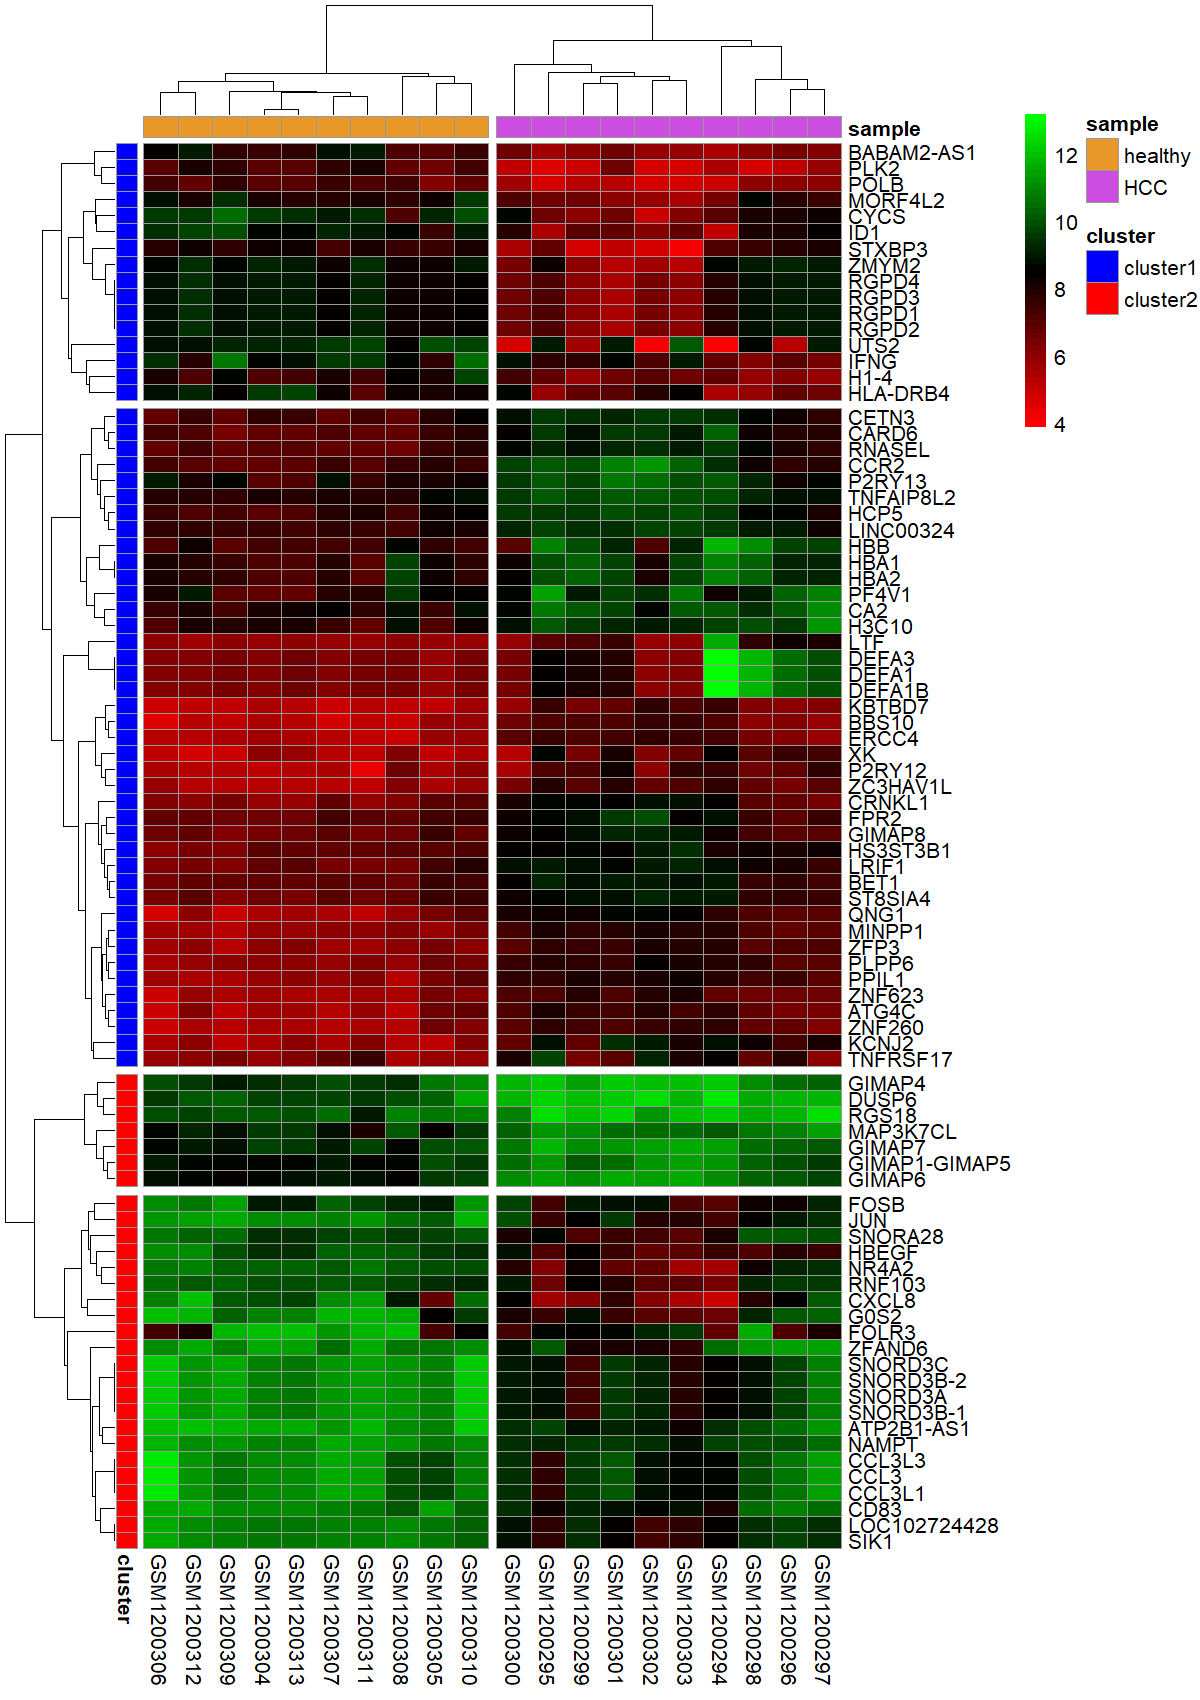 sample
BABAM2-AS1
PLK2
POLB
MORF4L2
CYCS
ID1
STXBP3
ZMYM2
RGPD4
RGPD3
RGPD1
RGPD2
UTS2
IFNG
H1-4
HLA-DRB4
CETN3
CARD6
RNASEL
CCR2
P2RY13
TNFAIP8L2
HCP5
LINC00324
HBB
HBA1
HBA2
PF4V1
CA2
H3C10
LTF
DEFA3
DEFA1
DEFA1B
KBTBD7
BBS10
ERCC4
XK
P2RY12
ZC3HAV1L
CRNKL1
FPR2
GIMAP8
HS3ST3B1
LRIF1
BET1
ST8SIA4
QNG1
MINPP1
ZFP3
PLPP6
PPIL1
ZNF623
ATG4C
ZNF260
KCNJ2
TNFRSF17
GIMAP4
DUSP6
RGS18
MAP3K7CL
GIMAP7
GIMAP1-GIMAP5
GIMAP6
FOSB
JUN
SNORA28
HBEGF
NR4A2
RNF103
CXCL8
G0S2
FOLR3
ZFAND6
SNORD3C
SNORD3B-2
SNORD3A
SNORD3B-1
ATP2B1-AS1
NAMPT
CCL3L3
CCL3
CCL3L1
CD83
LOC102724428
SIK1
cluster
GSM1200306
GSM1200312
GSM1200309
GSM1200304
GSM1200313
GSM1200307
GSM1200311
GSM1200308
GSM1200305
GSM1200310
GSM1200300
GSM1200295
GSM1200299
GSM1200301
GSM1200302
GSM1200303
GSM1200294
GSM1200298
GSM1200296
GSM1200297
12
10
8
6
4
sample
healthy
HCC
cluster
cluster1
cluster2